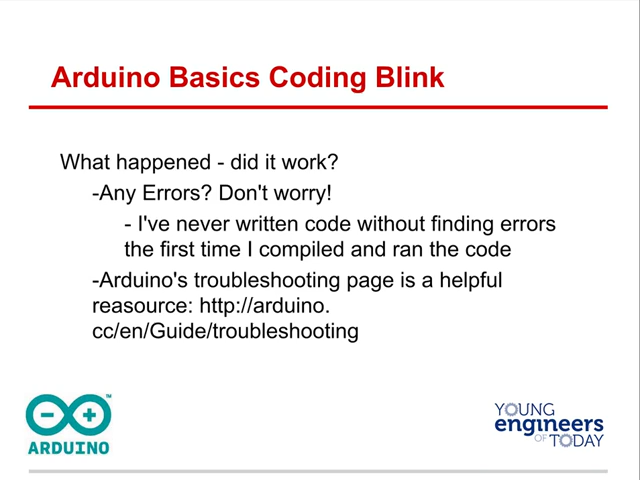 Arduino Basics Coding Blink
What happened - did it work?
-Any Errors? Don't worry!
- I've never written code without finding errors
the first time I compiled and ran the code
-Arduino's troubleshooting page is a helpful
reasource: http://arduino.
cc/en/Guide/troubleshooting
ARDUINO
TM
YOUNG
engineers
OF TODAY